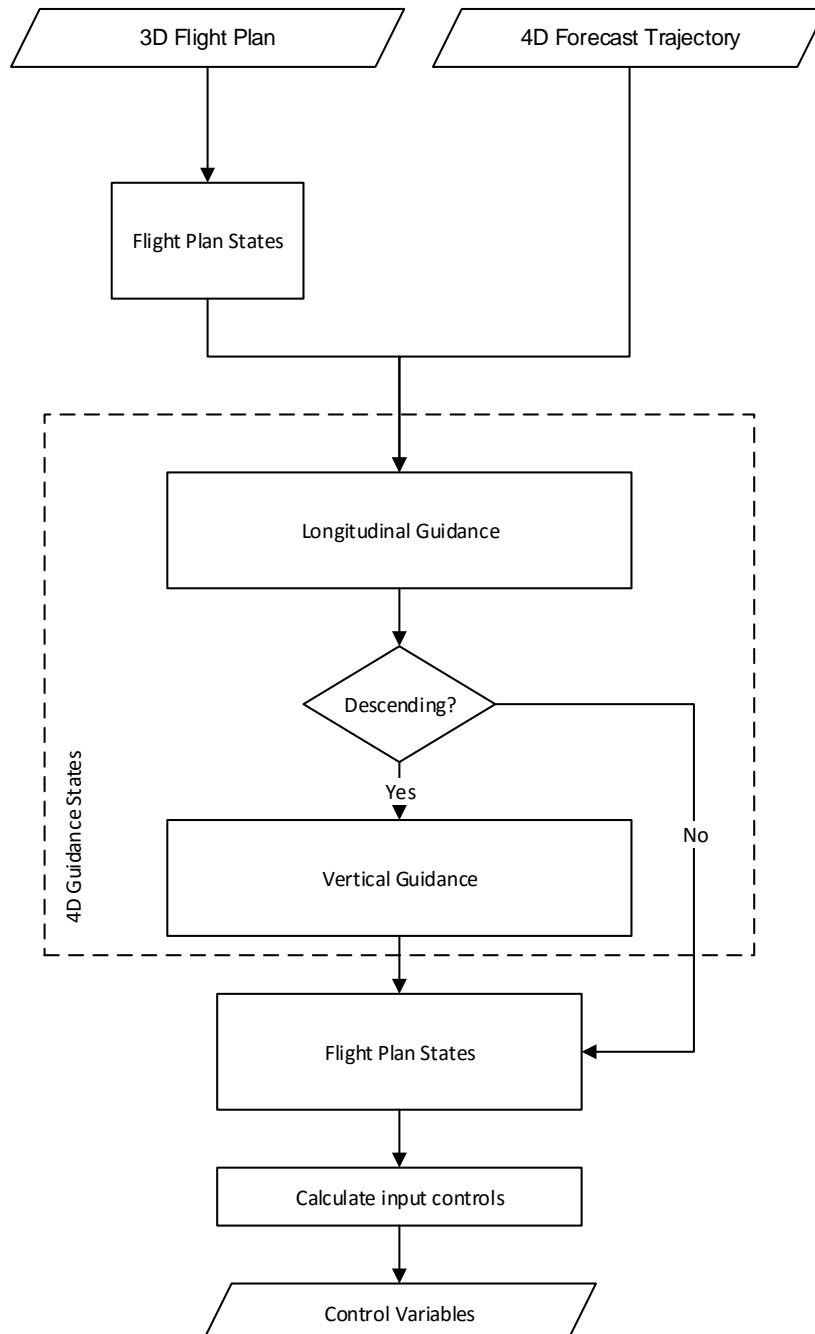 3D Flight Plan
4D Forecast Trajectory
Flight Plan States
Longitudinal Guidance
Descending?
Yes
No
Vertical Guidance
4D Guidance States
Flight Plan States
Calculate input controls
Control Variables